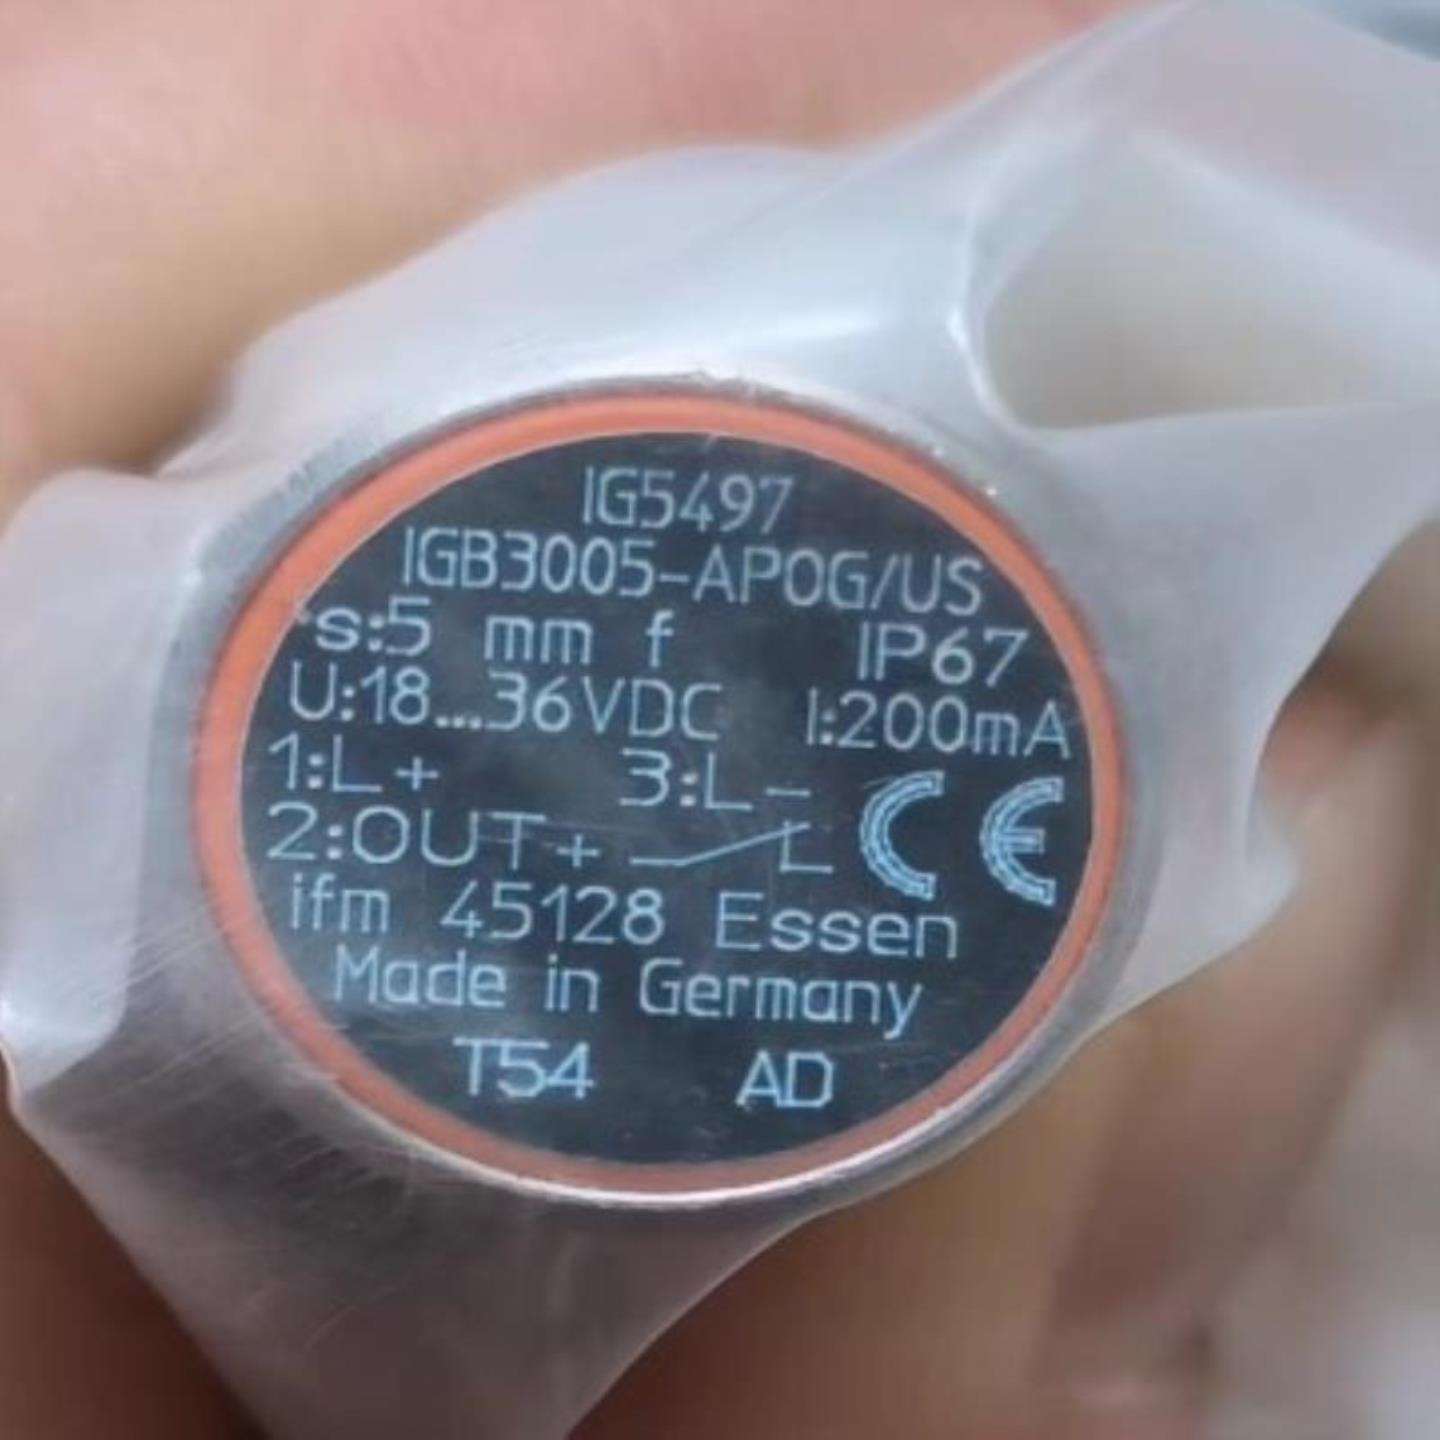 IG5497
IGB3005-APOG/US
s:5 mm f IP67
U:18...36VDC I:200mA
1:L+ 3:L- CE
2:OUT+
ifm 45128 Essen
Made in Germany
T54 AD